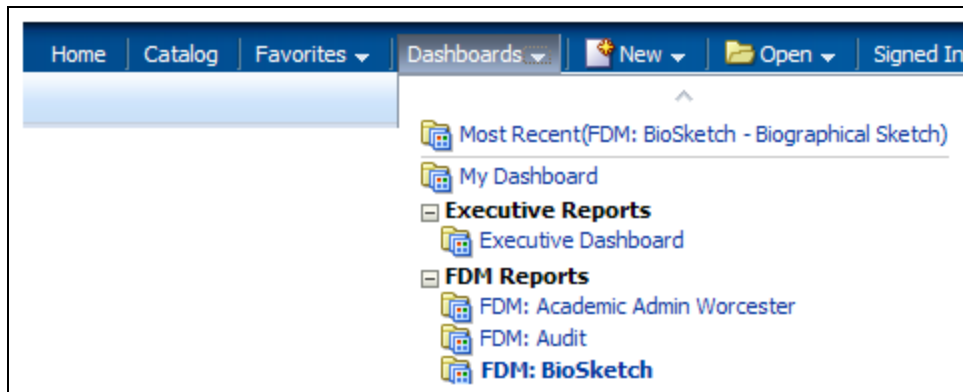 Home Catalog Favorites Dashboards New Open Signed In
Most Recent(FDM: BioSketch - Biographical Sketch)
My Dashboard
Executive Reports
Executive Dashboard
FDM Reports
FDM: Academic Admin Worcester
FDM: Audit
FDM: BioSketch